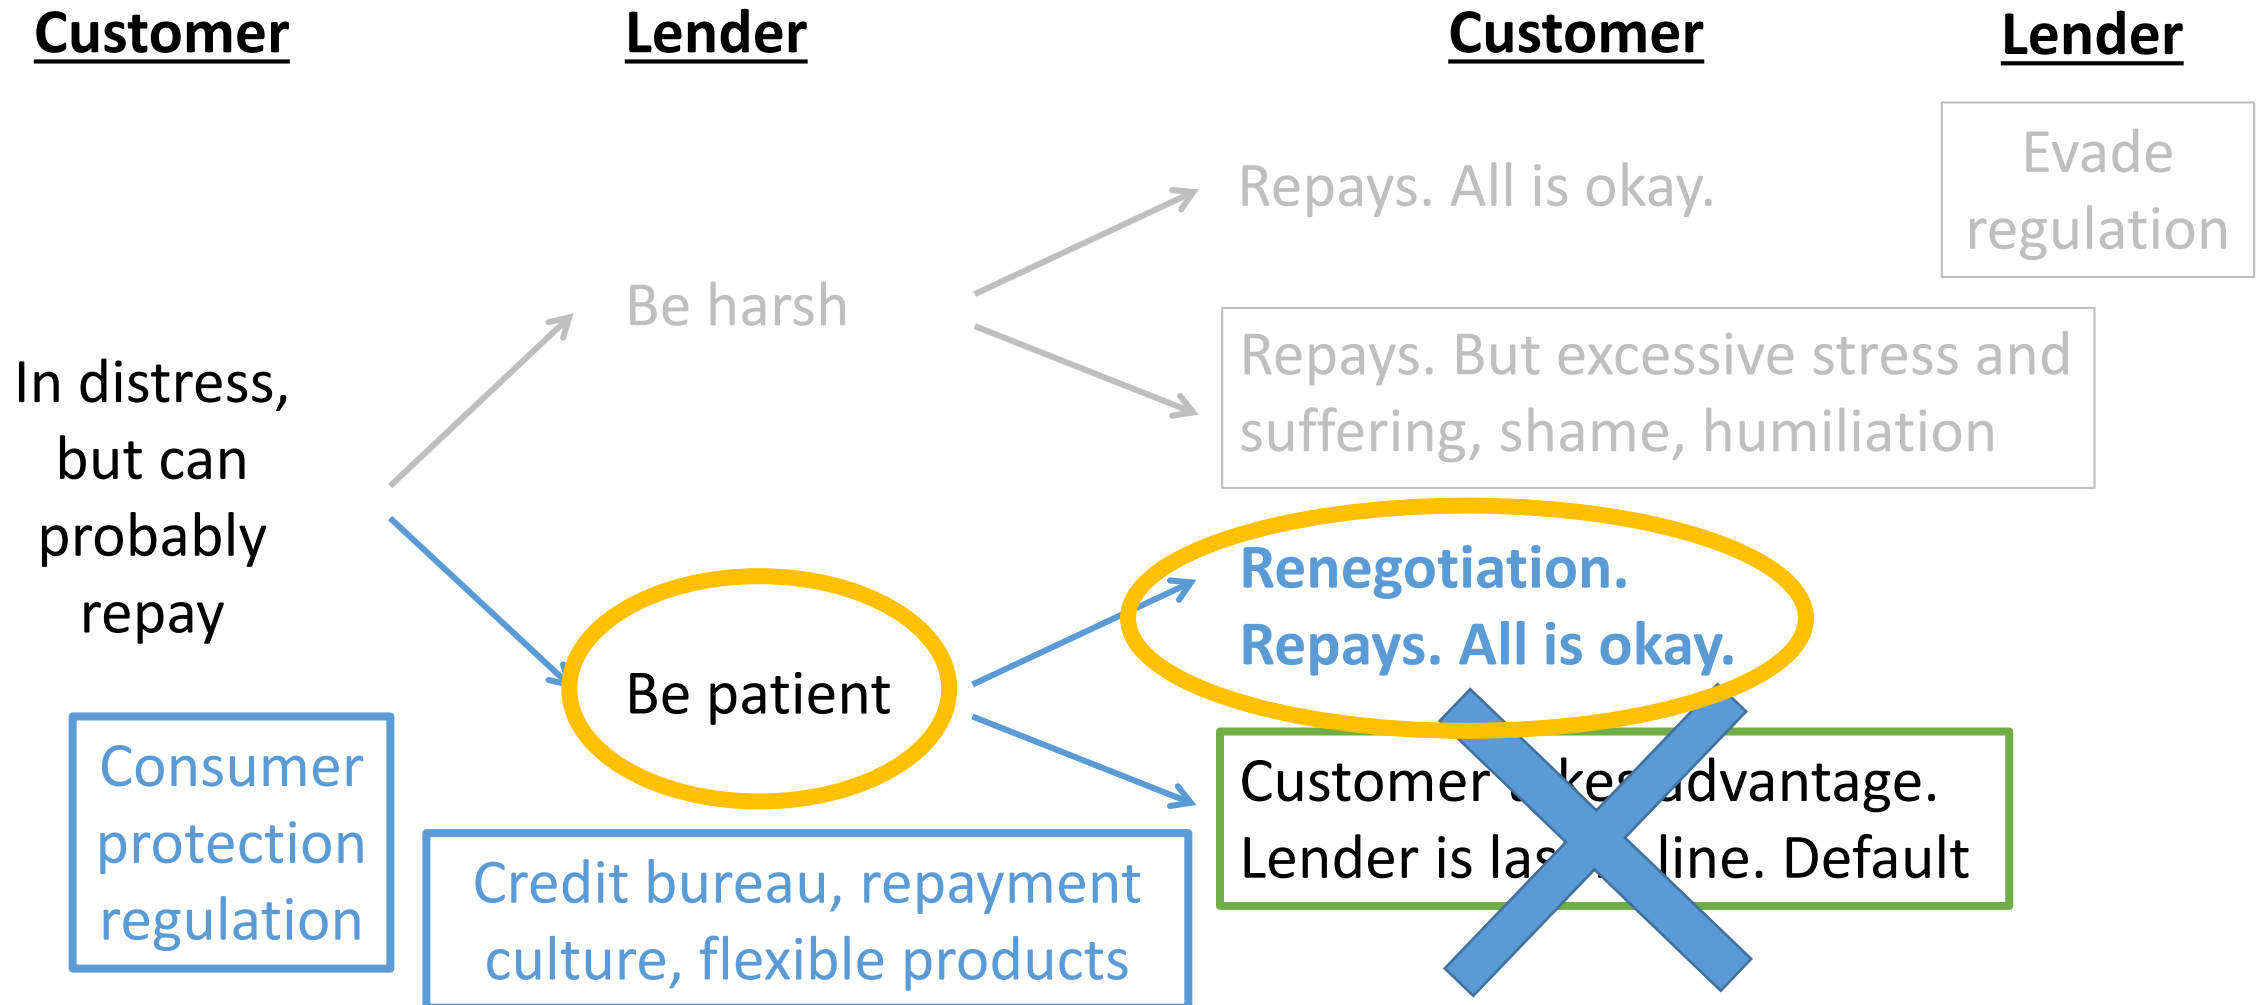 Customer
Lender
Customer
Lender
Evade
regulation
Repays. All is okay.
Be harsh
Repays. But excessive stress and
suffering, shame, humiliation
In distress,
but can
probably
repay
Renegotiation.
Repays. All is okay.
Be patient
Consumer
protection
regulation
Credit bureau, repayment
culture, flexible products
Customer takes advantage.
Lender is last line. Default